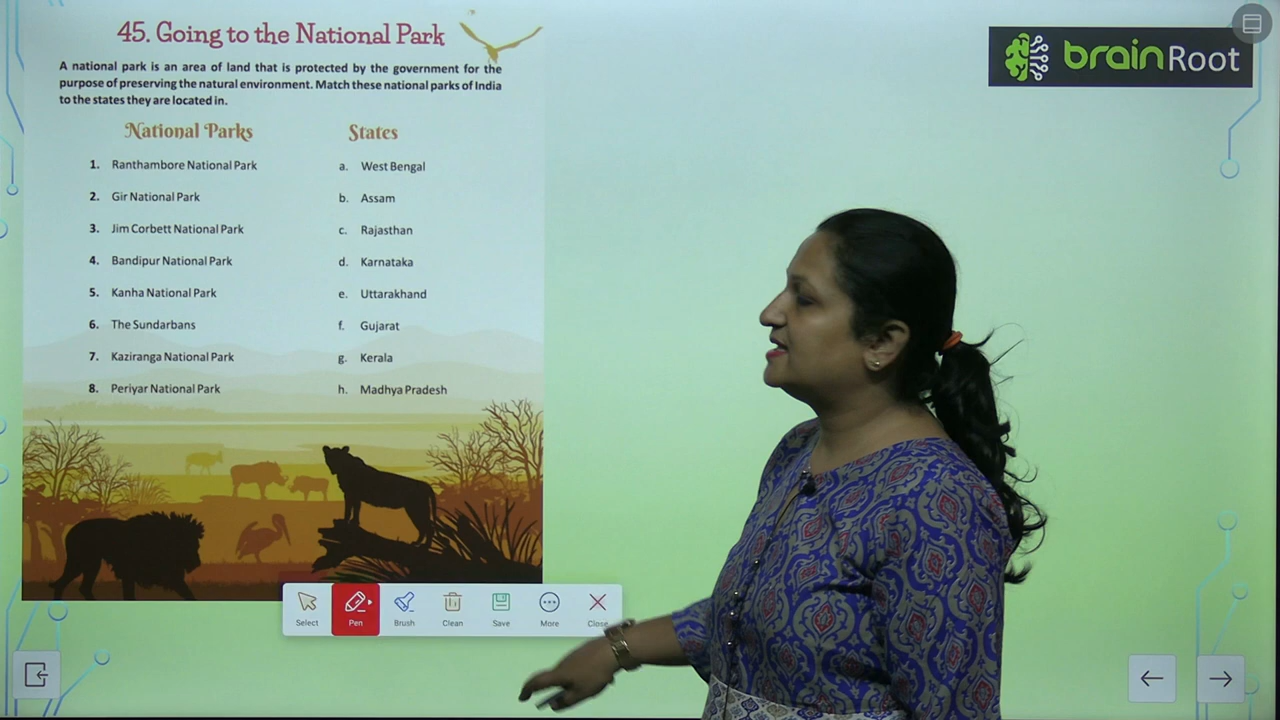 45. Going to the National Park
brainRoot
A national park is an area of land that is protected by the government for the
purpose of preserving the natural environment. Match these national parks of India
to the states they are located in.
National Parks States
1. Ranthambore National Park a. West Bengal
2. Gir National Park b. Assam
3. Jim Corbett National Park c. Rajasthan
4. Bandipur National Park d. Karnataka
5. Kanha National Park e. Uttarakhand
6. The Sundarbans f. Gujarat
7. Kaziranga National Park g. Kerala
8. Periyar National Park h. Madhya Pradesh
Select Pen Brush Clean Save More Close